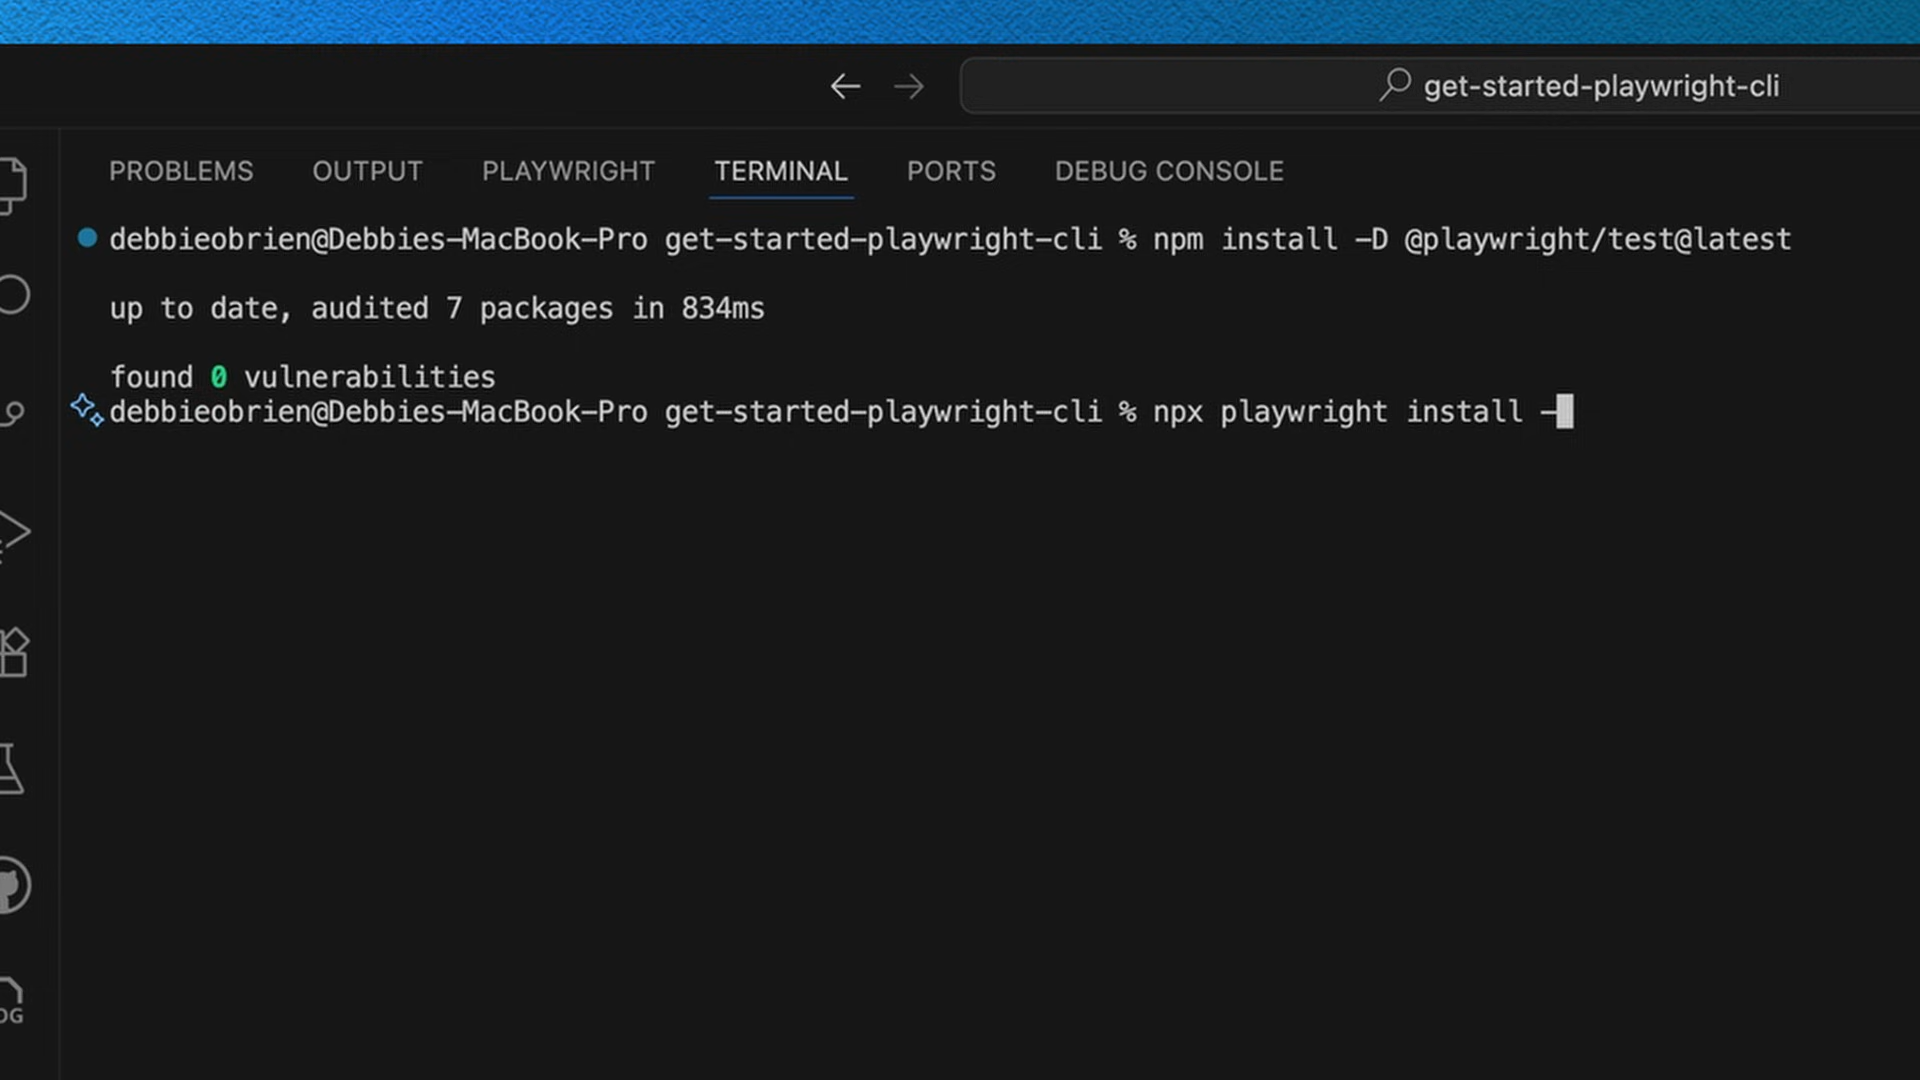 get-started-playwright-cli
PROBLEMS OUTPUT PLAYWRIGHT TERMINAL PORTS DEBUG CONSOLE
debbieobrien@Debbies-MacBook-Pro get-started-playwright-cli % npm install -D @playwright/test@latest
up to date, audited 7 packages in 834ms
found 0 vulnerabilities
debbieobrien@Debbies-MacBook-Pro get-started-playwright-cli % npx playwright install -